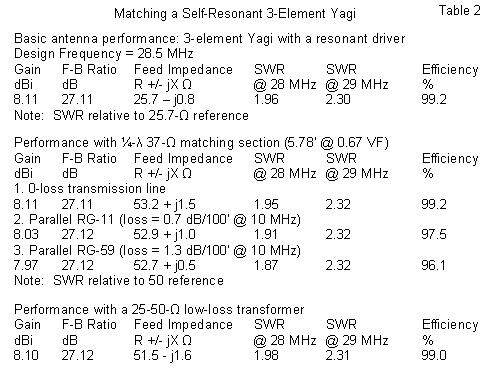 Matching a Self-Resonant 3-Element Yagi Table 2
Basic antenna performance: 3-element Yagi with a resonant driver
Design Frequency = 28.5 MHz
Gain F-B Ratio Feed Impedance SWR SWR Efficiency
dBi dB R +/- jX Ω @ 28 MHz @ 29 MHz %
8.11 27.11 25.7 – j0.8 1.96 2.30 99.2
Note: SWR relative to 25.7-Ω reference
Performance with ¼-λ 37-Ω matching section (5.78' @ 0.67 VF)
Gain F-B Ratio Feed Impedance SWR SWR Efficiency
dBi dB R +/- jX Ω @ 28 MHz @ 29 MHz %
1. 0-loss transmission line
8.11 27.11 53.2 + j1.5 1.95 2.32 99.2
2. Parallel RG-11 (loss = 0.7 dB/100' @ 10 MHz)
8.03 27.12 52.9 + j1.0 1.91 2.32 97.5
3. Parallel RG-59 (loss = 1.3 dB/100' @ 10 MHz)
7.97 27.12 52.7 + j0.5 1.87 2.32 96.1
Note: SWR relative to 50 reference
Performance with a 25-50-Ω low-loss transformer
Gain F-B Ratio Feed Impedance SWR SWR Efficiency
dBi dB R +/- jX Ω @ 28 MHz @ 29 MHz %
8.10 27.12 51.5 - j1.6 1.98 2.31 99.0